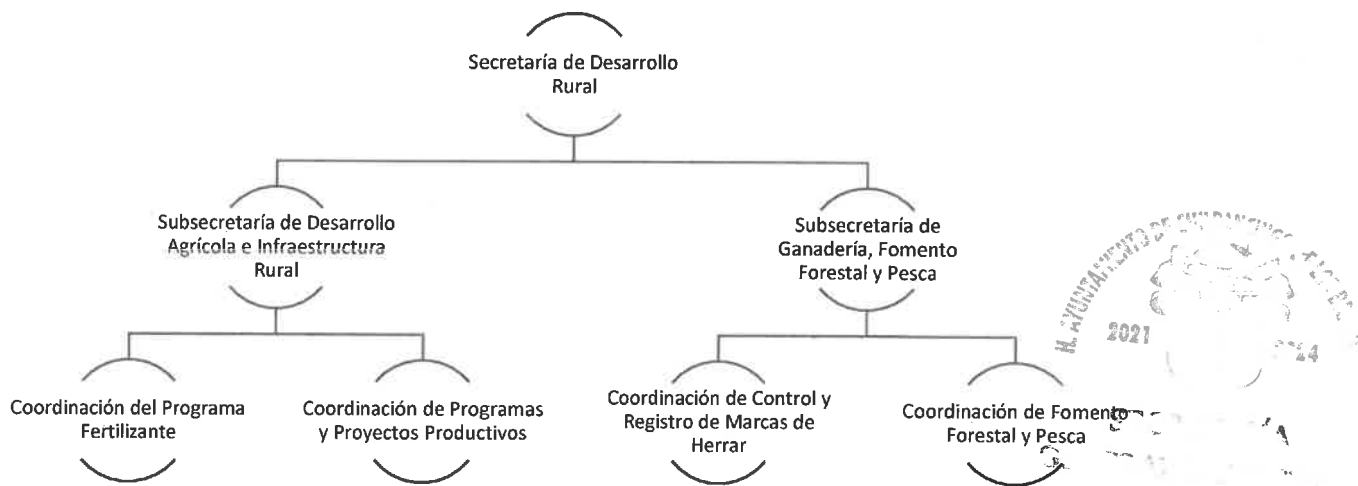 Secretaría de Desarrollo
Rural
Subsecretaría de Desarrollo
Agrícola e Infraestructura
Rural
Subsecretaría de
Ganadería, Fomento
Forestal y Pesca
Coordinación del Programa
Fertilizante
Coordinación de Programas
y Proyectos Productivos
Coordinación de Control y
Registro de Marcas de
Herrar
Coordinación de Fomento
Forestal y Pesca
H. AYUNTAMIENTO DE
2021